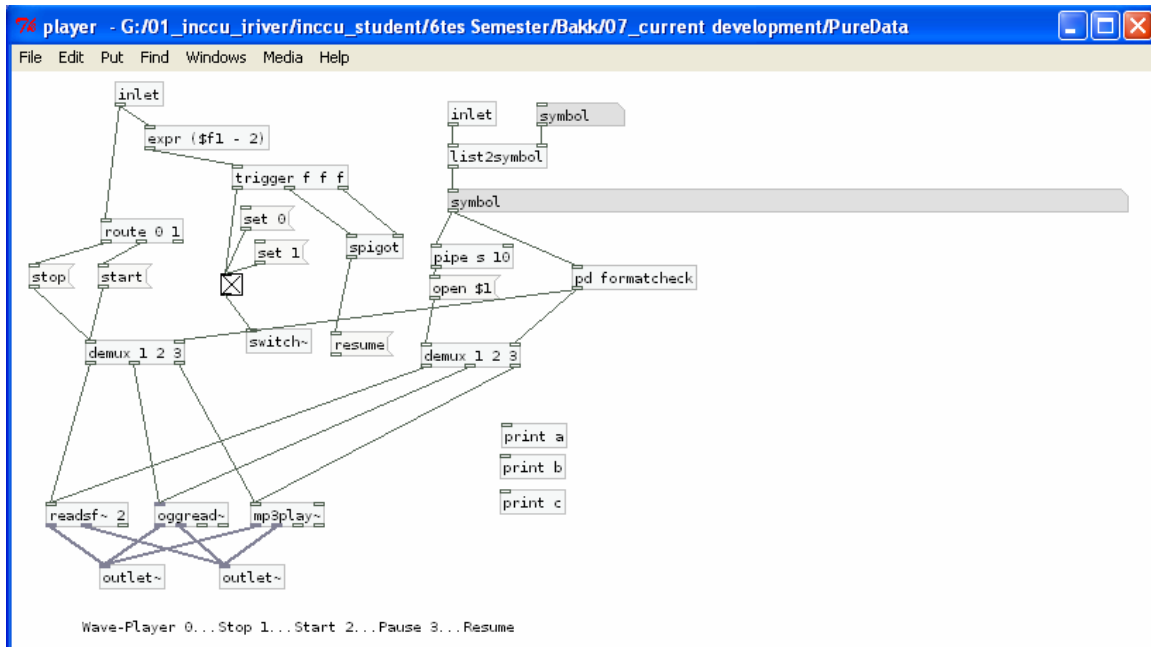 player - G:/01_inccu_iriver/inccu_student/6tes Semester/Bakk/07_current development/PureData
File Edit Put Find Windows Media Help
inlet
expr ($f1 - 2)
trigger f f f
set 0
set 1
route 0 1
spigot
stop
start
switch~
resume
demux 1 2 3
inlet
symbol
list2symbol
symbol
pipe s 10
open $1
pd formatcheck
demux 1 2 3
print a
print b
print c
readsf~ 2
oggread~
mp3play~
outlet~
outlet~
Wave-Player 0...Stop 1...Start 2...Pause 3...Resume